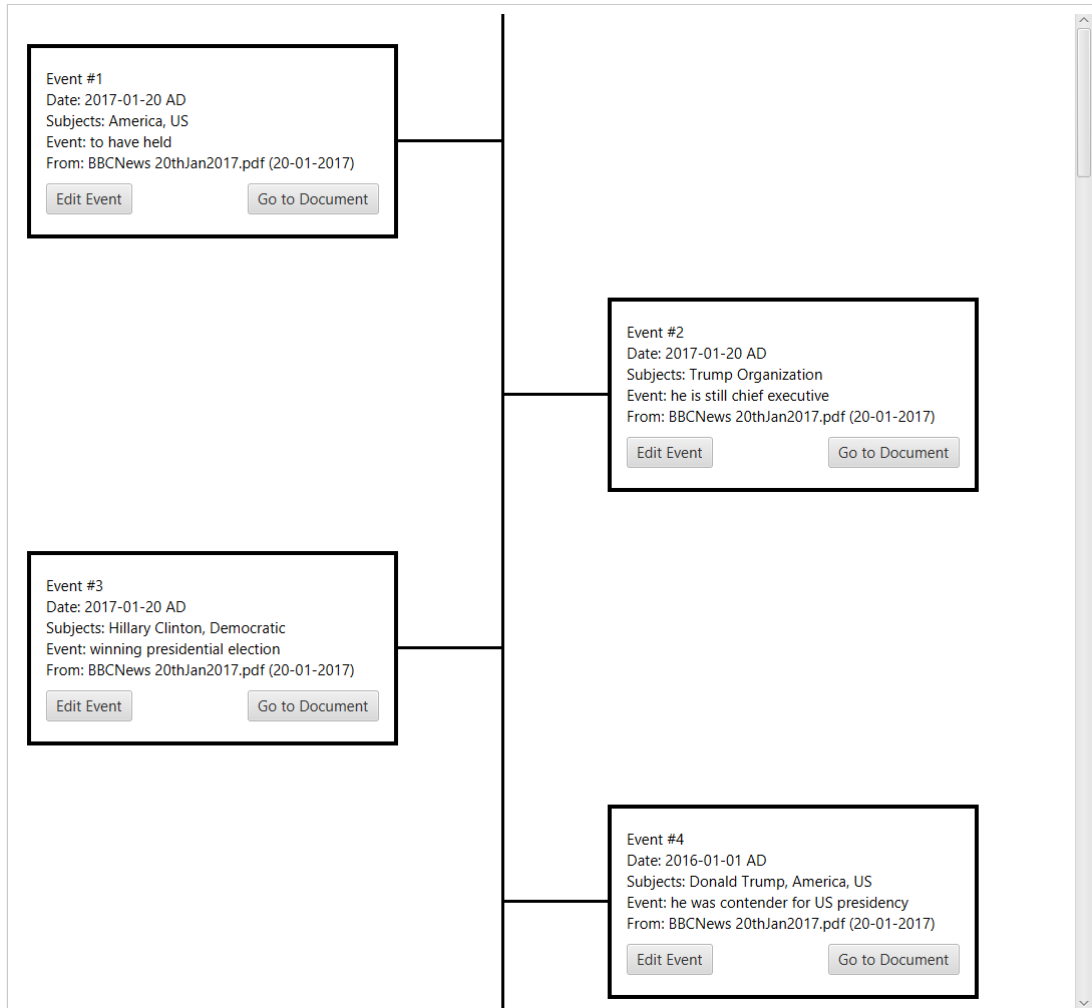 Event #1
Date: 2017-01-20 AD
Subjects: America, US
Event: to have held
From: BBCNews 20thJan2017.pdf (20-01-2017)
Edit Event Go to Document
Event #2
Date: 2017-01-20 AD
Subjects: Trump Organization
Event: he is still chief executive
From: BBCNews 20thJan2017.pdf (20-01-2017)
Edit Event Go to Document
Event #3
Date: 2017-01-20 AD
Subjects: Hillary Clinton, Democratic
Event: winning presidential election
From: BBCNews 20thJan2017.pdf (20-01-2017)
Edit Event Go to Document
Event #4
Date: 2016-01-01 AD
Subjects: Donald Trump, America, US
Event: he was contender for US presidency
From: BBCNews 20thJan2017.pdf (20-01-2017)
Edit Event Go to Document